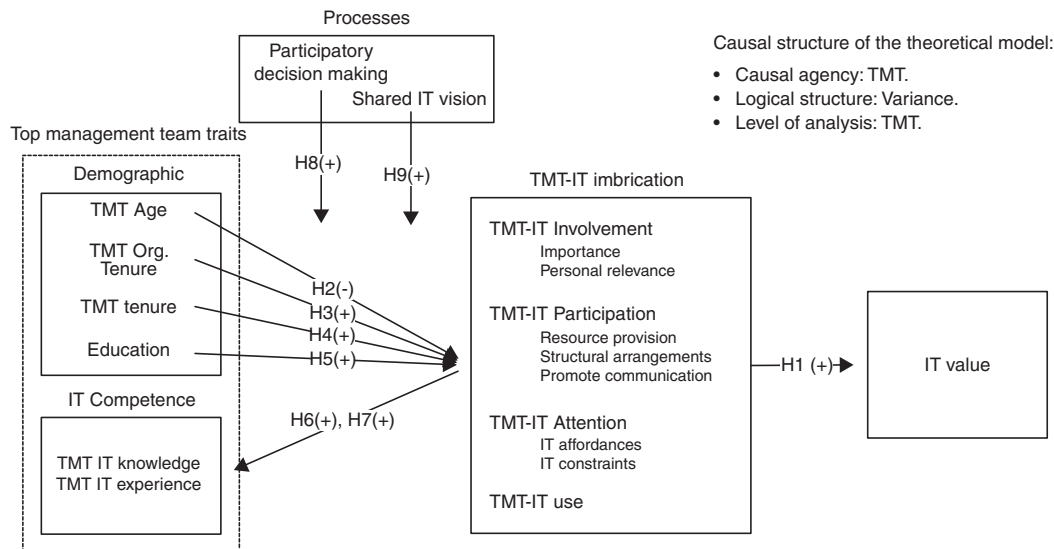 Processes
Participatory
decision making
Shared IT vision
Causal structure of the theoretical model:
• Causal agency: TMT.
• Logical structure: Variance.
• Level of analysis: TMT.
Top management team traits
H8(+)
H9(+)
Demographic
TMT Age
TMT Org.
Tenure
TMT tenure
Education
H2(-)
H3(+)
H4(+)
H5(+)
IT Competence
H6(+), H7(+)
TMT IT knowledge
TMT IT experience
TMT-IT imbrication
TMT-IT Involvement
Importance
Personal relevance
TMT-IT Participation
Resource provision
Structural arrangements
Promote communication
TMT-IT Attention
IT affordances
IT constraints
TMT-IT use
H1 (+)
IT value